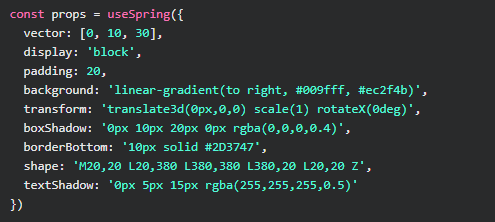 const props = useSpring({
  vector: [0, 10, 30],
  display: 'block',
  padding: 20,
  background: 'linear-gradient(to right, #009fff, #ec2f4b)',
  transform: 'translate3d(0px,0,0) scale(1) rotateX(0deg)',
  boxShadow: '0px 10px 20px 0px rgba(0,0,0,0.4)',
  borderBottom: '10px solid #2D3747',
  shape: 'M20,20 L20,380 L380,380 L380,20 L20,20 Z',
  textShadow: '0px 5px 15px rgba(255,255,255,0.5)'
})